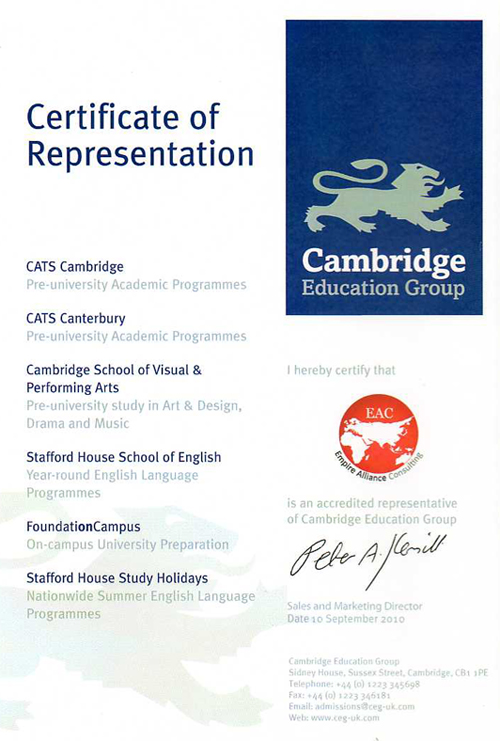 Certificate of
Representation
CATS Cambridge
Pre-university Academic Programmes
CATS Canterbury
Pre-university Academic Programmes
Cambridge School of Visual &
Performing Arts
Pre-university study in Art & Design,
Drama and Music
Stafford House School of English
Year-round English Language
Programmes
FoundationCampus
On-campus University Preparation
Stafford House Study Holidays
Nationwide Summer English Language
Programmes
Cambridge
Education Group
I hereby certify that
EAC
Empire Alliance Consulting
is an accredited representative
of Cambridge Education Group
Peter A.
Sales and Marketing Director
Date 10 September 2010
Cambridge Education Group
Sidney House, Sussex Street, Cambridge, CB1 1PE
Telephone: +44 (0) 1223 345698
Fax: +44 (0) 1223 346181
Email: admissions@ceg-uk.com
Web: www.ceg-uk.com